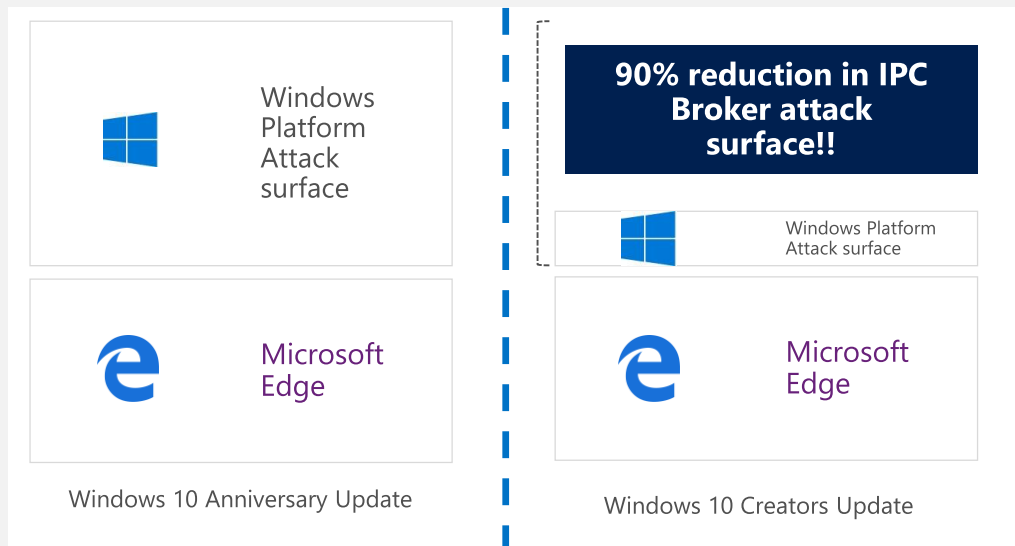 Windows
Platform
Attack
surface
Microsoft
Edge
Windows 10 Anniversary Update
90% reduction in IPC
Broker attack
surface!!
Windows Platform
Attack surface
Microsoft
Edge
Windows 10 Creators Update